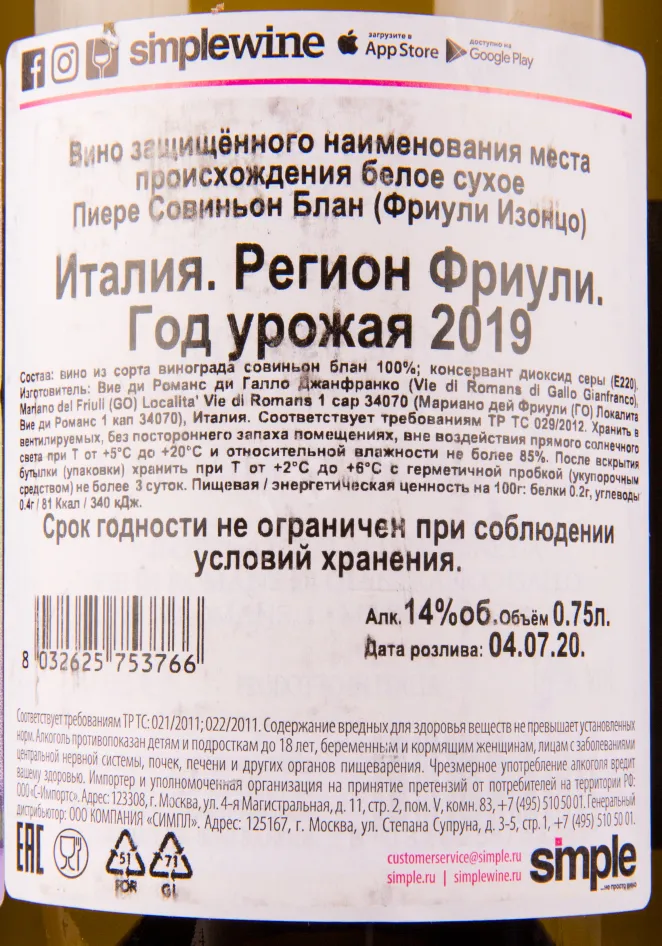 simplewine загрузите в App Store доступно на Google Play
Вино защищённого наименования места
происхождения белое сухое
Пиере Совиньон Блан (Фриули Изонцо)
Италия. Регион Фриули.
Год урожая 2019
Состав: вино из сорта винограда совиньон блан 100%; консервант диоксид серы (E220).
Изготовитель: Вие ди Романс ди Галло Джанфранко (Vie di Romans di Gallo Gianfranco),
Mariano del Friuli (GO) Localita' Vie di Romans 1 cap 34070 (Мариано дей Фриули (ГО) Локалита
Вие ди Романс 1 кап 34070), Италия. Соответствует требованиям ТР ТС 029/2012. Хранить в
вентилируемых, без постороннего запаха помещениях, вне воздействия прямого солнечного
света при Т от +5°С до +20°С и относительной влажности не более 85%. После вскрытия
бутылки (упаковки) хранить при Т от +2°С до +6°С с герметичной пробкой (укупорочным
средством) не более 3 суток. Пищевая / энергетическая ценность на 100г: белки 0.2г, углеводы
0.4г / 81 Ккал / 340 кДж.
Срок годности не ограничен при соблюдении
условий хранения.
Алк. 14%об. Объём 0.75л.
Дата розлива: 04.07.20.
8 032625 753766
Соответствует требованиям ТР ТС: 021/2011; 022/2011. Содержание вредных для здоровья веществ не превышает установленных
норм. Алкоголь противопоказан детям и подросткам до 18 лет, беременным и кормящим женщинам, лицам с заболеваниями
центральной нервной системы, почек, печени и других органов пищеварения. Чрезмерное употребление алкоголя вредит
вашему здоровью. Импортер и уполномоченная организация на принятие претензий от потребителей на территории РФ:
ООО «С-Импортс». Адрес: 123308, г. Москва, ул. 4-я Магистральная, д. 11, стр. 2, пом. V, комн. 83, +7 (495) 510 50 01. Генеральный
дистрибьютор: ООО КОМПАНИЯ «СИМПЛ». Адрес: 125167, г. Москва, ул. Степана Супруна, д. 3-5, стр. 1, +7 (495) 510 50 01.
EAC 51 FOR 71 GL
customerservice@simple.ru
simple.ru | simplewine.ru
simple
...не просто вино